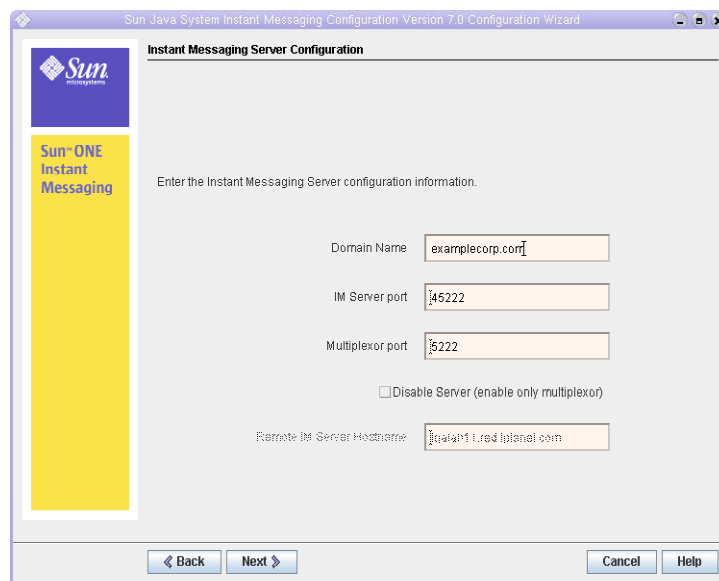 Sun Java System Instant Messaging Configuration Version 7.0 Configuration Wizard
Sun
microsystems
Sun™ ONE
Instant
Messaging
Instant Messaging Server Configuration
Enter the Instant Messaging Server configuration information.
Domain Name examplecorp.com
IM Server port 45222
Multiplexor port 5222
Disable Server (enable only multiplexor)
Remote IM Server Hostname
Back Next Cancel Help